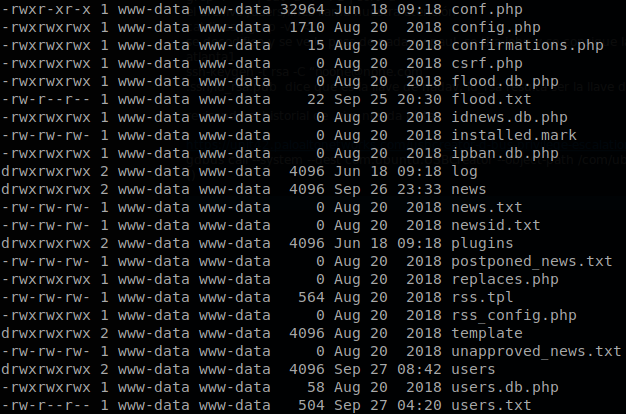 -rwxr-xr-x 1 www-data www-data 32964 Jun 18 09:18 conf.php
-rwxrwxrwx 1 www-data www-data  1710 Aug 20  2018 config.php
-rwxrwxrwx 1 www-data www-data    15 Aug 20  2018 confirmations.php
-rwxrwxrwx 1 www-data www-data     0 Aug 20  2018 csrf.php
-rwxrwxrwx 1 www-data www-data     0 Aug 20  2018 flood.db.php
-rw-r--r-- 1 www-data www-data    22 Sep 25 20:30 flood.txt
-rwxrwxrwx 1 www-data www-data     0 Aug 20  2018 idnews.db.php
-rw-rw-rw- 1 www-data www-data     0 Aug 20  2018 installed.mark
-rwxrwxrwx 1 www-data www-data     0 Aug 20  2018 ipban.db.php
drwxrwxrwx 2 www-data www-data  4096 Jun 18 09:18 log
drwxrwxrwx 2 www-data www-data  4096 Sep 26 23:33 news
-rw-rw-rw- 1 www-data www-data     0 Aug 20  2018 news.txt
-rw-rw-rw- 1 www-data www-data     0 Aug 20  2018 newsid.txt
drwxrwxrwx 2 www-data www-data  4096 Jun 18 09:18 plugins
-rw-rw-rw- 1 www-data www-data     0 Aug 20  2018 postponed_news.txt
-rwxrwxrwx 1 www-data www-data     0 Aug 20  2018 replaces.php
-rw-rw-rw- 1 www-data www-data   564 Aug 20  2018 rss.tpl
-rw-rw-rw- 1 www-data www-data     0 Aug 20  2018 rss_config.php
drwxrwxrwx 2 www-data www-data  4096 Aug 20  2018 template
-rw-rw-rw- 1 www-data www-data     0 Aug 20  2018 unapproved_news.txt
drwxrwxrwx 2 www-data www-data  4096 Sep 27 08:42 users
-rwxrwxrwx 1 www-data www-data    58 Aug 20  2018 users.db.php
-rw-r--r-- 1 www-data www-data   504 Sep 27 04:20 users.txt